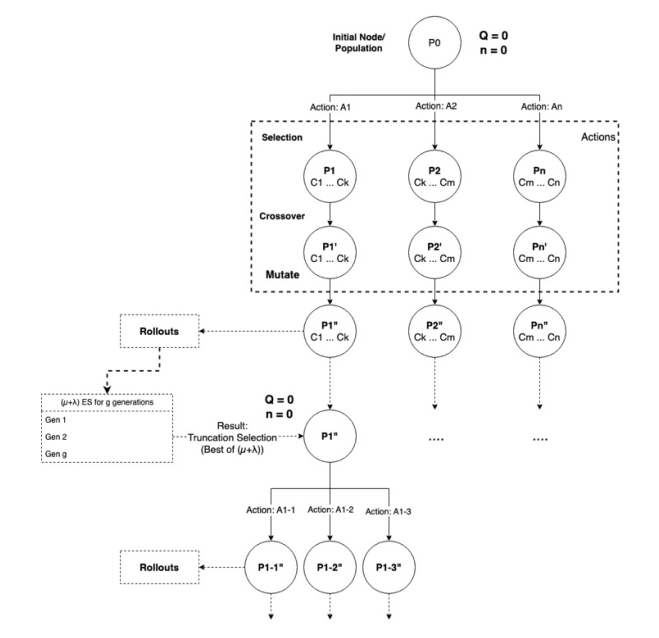 Initial Node/
Population
P0
Q = 0
n = 0
Action: A1
Action: A2
Action: An
Selection
Actions
P1
C1 ... Ck
P2
Ck ... Cm
Pn
Cm ... Cn
Crossover
P1'
C1 ... Ck
P2'
Ck ... Cm
Pn'
Cm ... Cn
Mutate
Rollouts
P1"
C1 ... Ck
P2"
Ck ... Cm
Pn"
Cm ... Cn
(μ+λ) ES for g generations
Gen 1
Gen 2
Gen g
Q = 0
n = 0
Result:
Truncation Selection
(Best of (μ+λ))
P1"
....
....
Action: A1-1
Action: A1-2
Action: A1-3
Rollouts
P1-1"
P1-2"
P1-3"